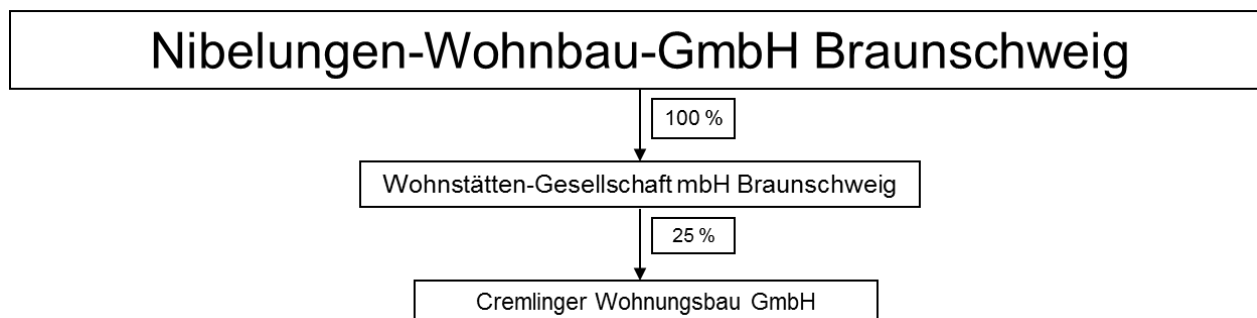 Nibelungen-Wohnbau-GmbH Braunschweig
100 %
Wohnstätten-Gesellschaft mbH Braunschweig
25 %
Cremlinger Wohnungsbau GmbH